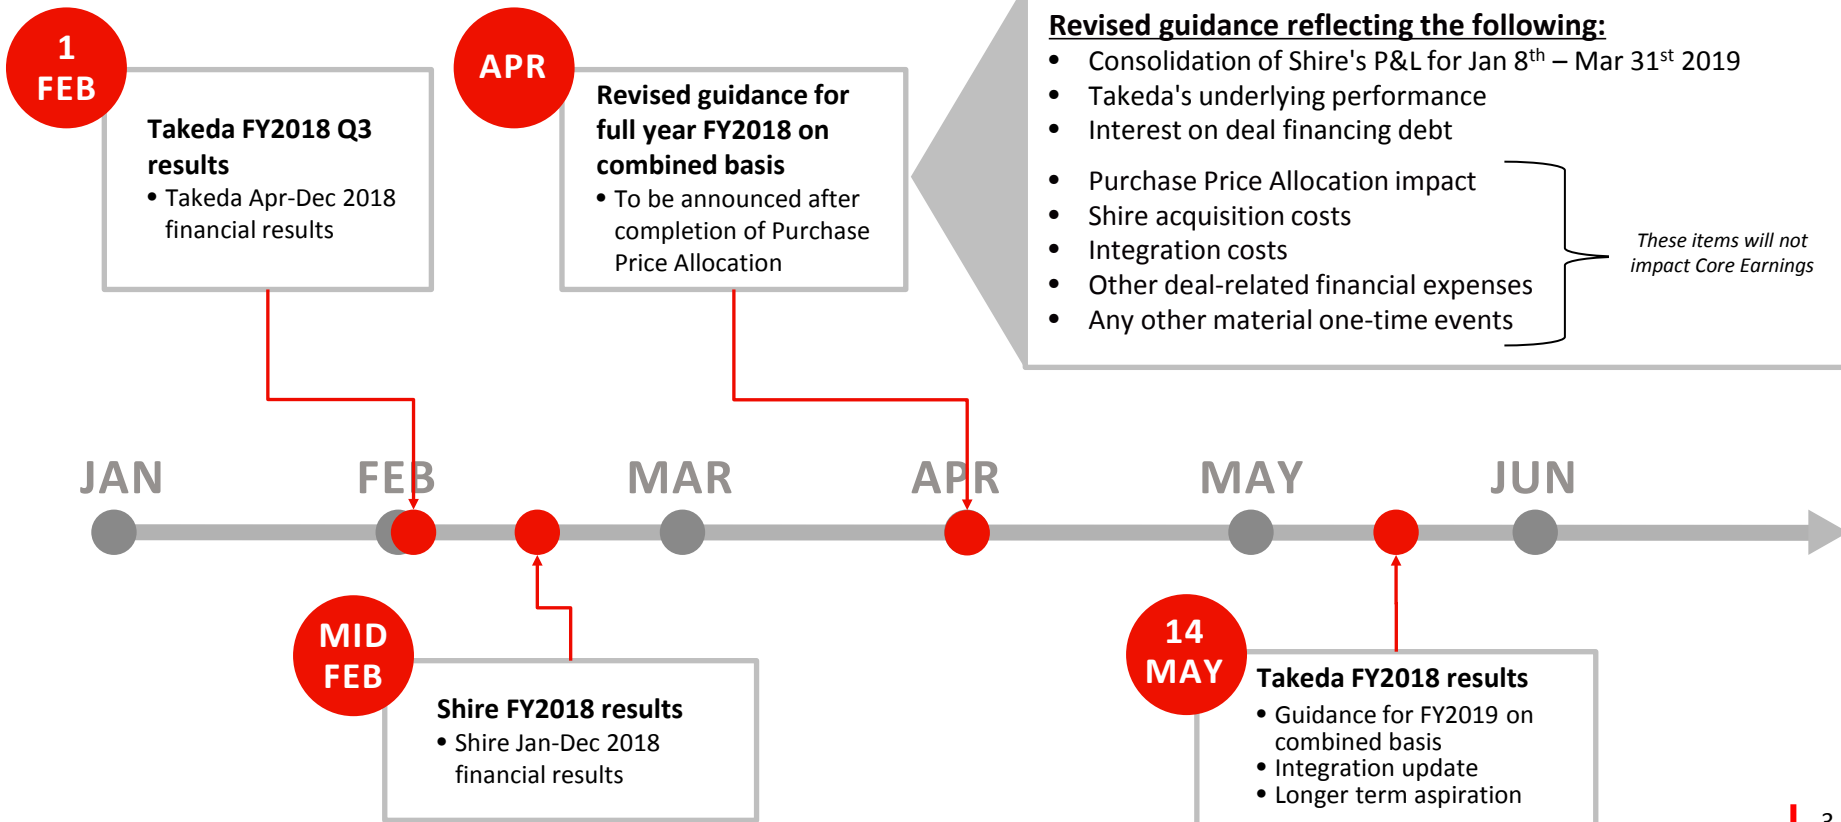 1
FEB
Takeda FY2018 Q3
results
• Takeda Apr-Dec 2018
financial results
APR
Revised guidance for
full year FY2018 on
combined basis
• To be announced after
completion of Purchase
Price Allocation
Revised guidance reflecting the following:
• Consolidation of Shire's P&L for Jan 8th – Mar 31st 2019
• Takeda's underlying performance
• Interest on deal financing debt
• Purchase Price Allocation impact
• Shire acquisition costs
• Integration costs
• Other deal-related financial expenses
• Any other material one-time events
These items will not
impact Core Earnings
JAN FEB MAR APR MAY JUN
MID
FEB
Shire FY2018 results
• Shire Jan-Dec 2018
financial results
14
MAY
Takeda FY2018 results
• Guidance for FY2019 on
combined basis
• Integration update
• Longer term aspiration
3